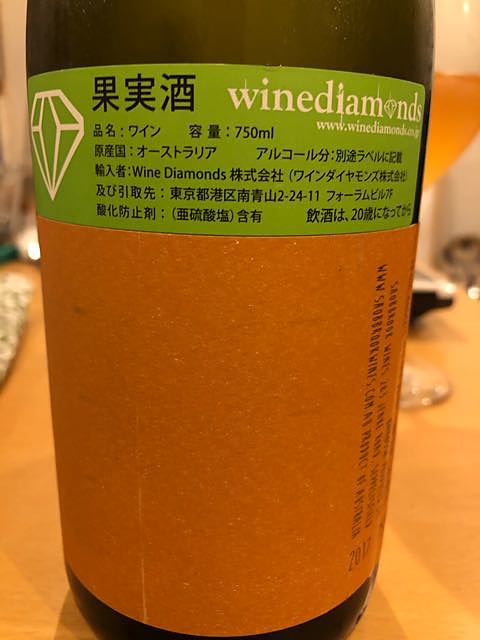 果実酒
winediamonds
www.winediamonds.co.jp
品名：ワイン 容量：750ml
原産国：オーストラリア アルコール分：別途ラベルに記載
輸入者：Wine Diamonds 株式会社（ワインダイヤモンズ株式会社）
及び引取先：東京都港区南青山2-24-11 フォーラムビル7F
酸化防止剤：（亜硫酸塩）含有 飲酒は、20歳になってから
WINES
PRODUCT OF AUSTRALIA
2017